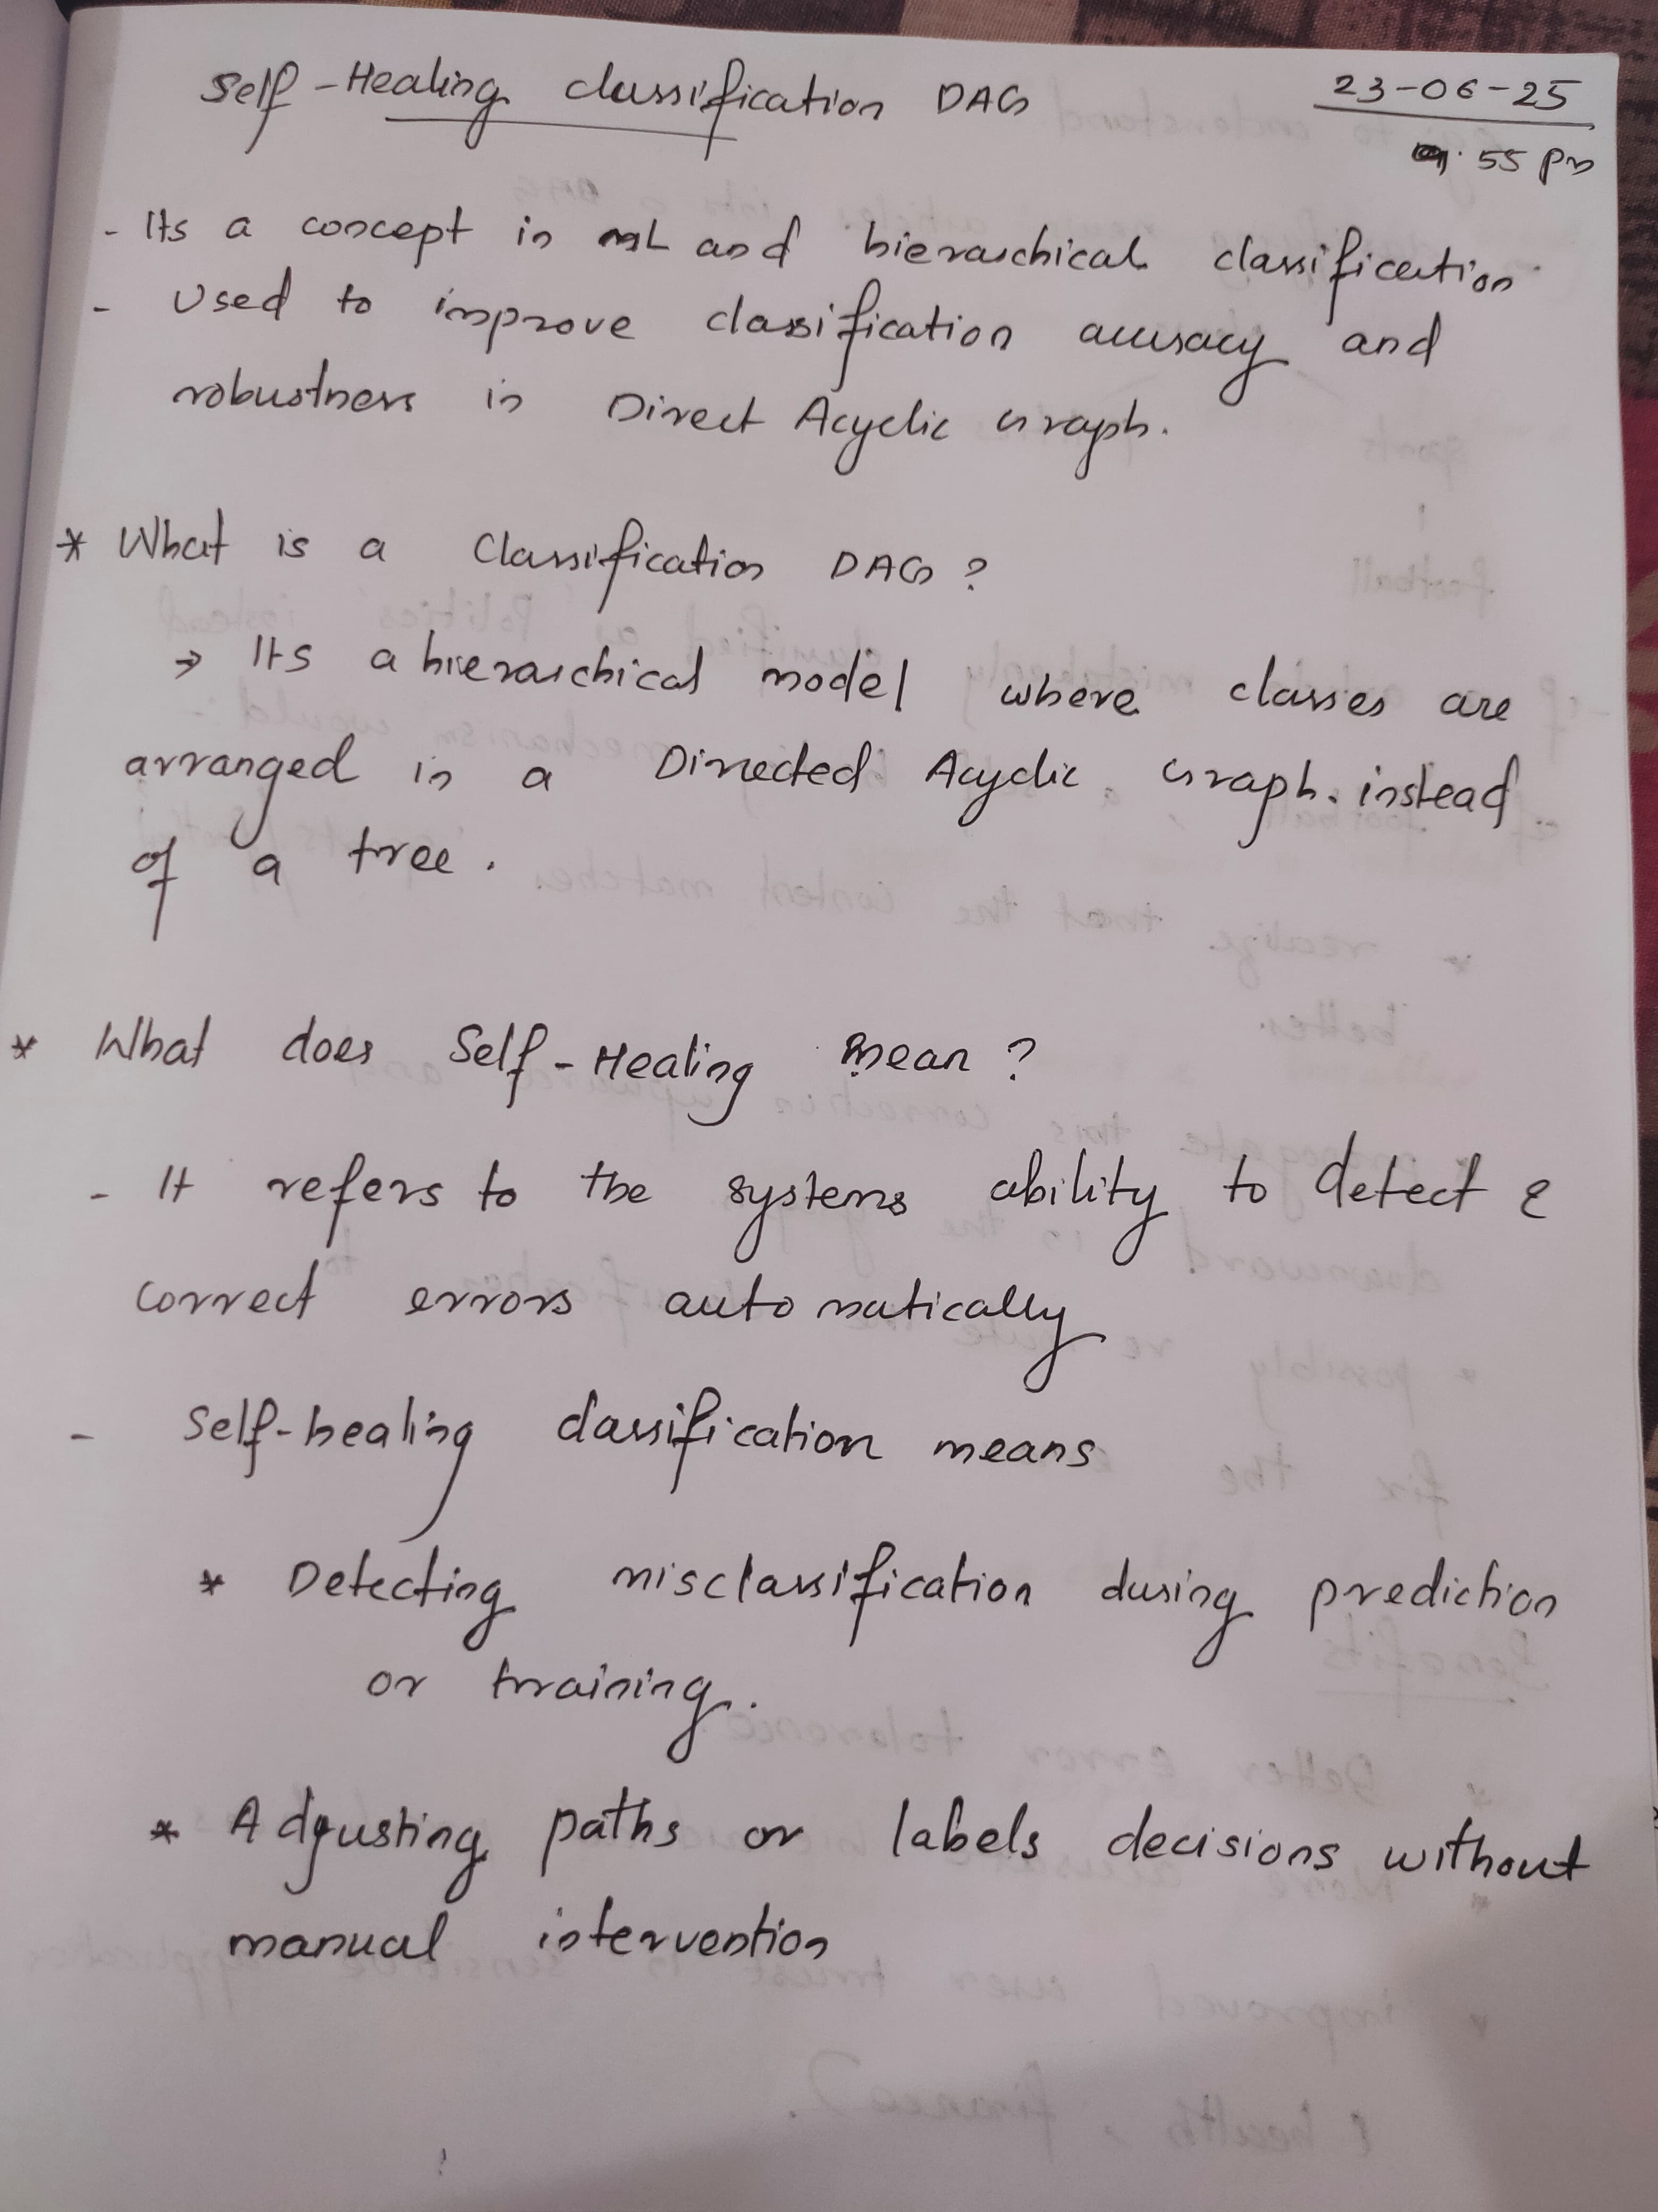 Self-Healing classification DAG
23-06-25
55 pm
- Its a concept in ML and hierarchical classification
- Used to improve classification accuracy and
robustness in Direct Acyclic Graph.
* What is a Classification DAG ?
→ Its a hierarchical model where classes are
arranged in a Directed Acyclic Graph. instead
of a tree.
* What does Self-Healing mean ?
- It refers to the systems ability to detect &
correct errors automatically
- Self-healing classification means
* Detecting misclassification during prediction
or training.
* Adjusting paths or labels decisions without
manual intervention